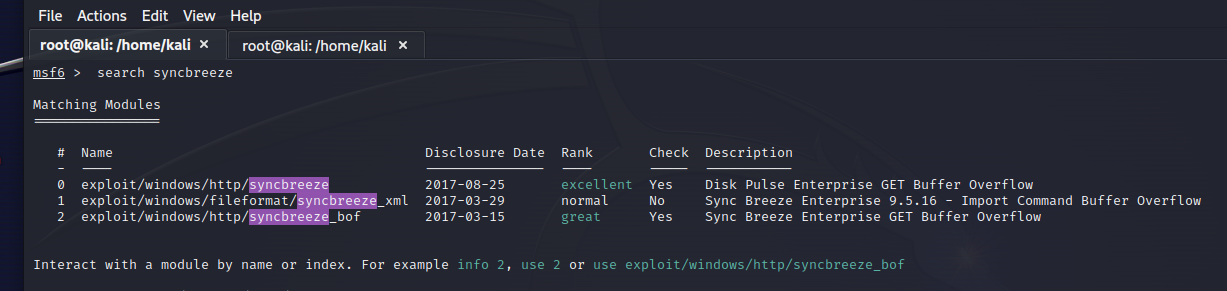 File Actions Edit View Help
root@kali: /home/kali × root@kali: /home/kali ×
msf6 > search syncbreeze
Matching Modules
================
# Name Disclosure Date Rank Check Description
- ---- --------------- ---- ----- -----------
0 exploit/windows/http/syncbreeze 2017-08-25 excellent Yes Disk Pulse Enterprise GET Buffer Overflow
1 exploit/windows/fileformat/syncbreeze_xml 2017-03-29 normal No Sync Breeze Enterprise 9.5.16 - Import Command Buffer Overflow
2 exploit/windows/http/syncbreeze_bof 2017-03-15 great Yes Sync Breeze Enterprise GET Buffer Overflow
Interact with a module by name or index. For example info 2, use 2 or use exploit/windows/http/syncbreeze_bof